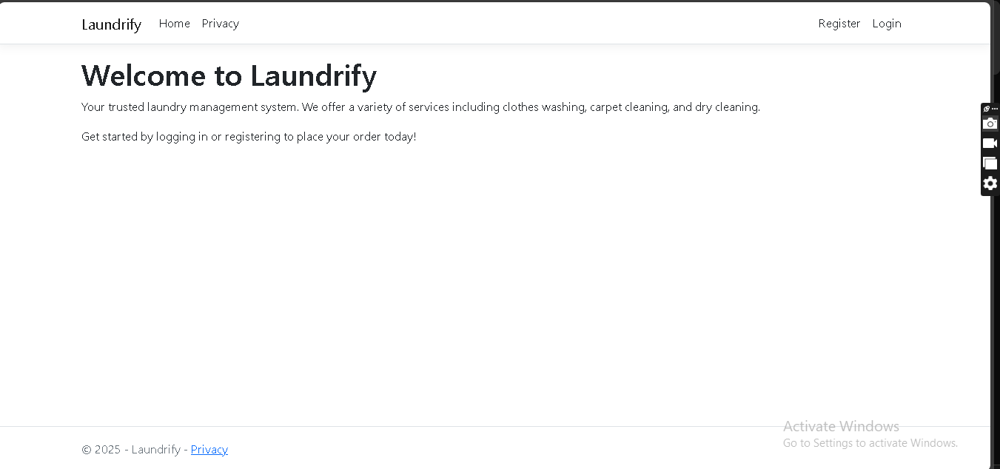 Laundrify Home Privacy Register Login
Welcome to Laundrify
Your trusted laundry management system. We offer a variety of services including clothes washing, carpet cleaning, and dry cleaning.
Get started by logging in or registering to place your order today!
Activate Windows
Go to Settings to activate Windows.
© 2025 - Laundrify - Privacy